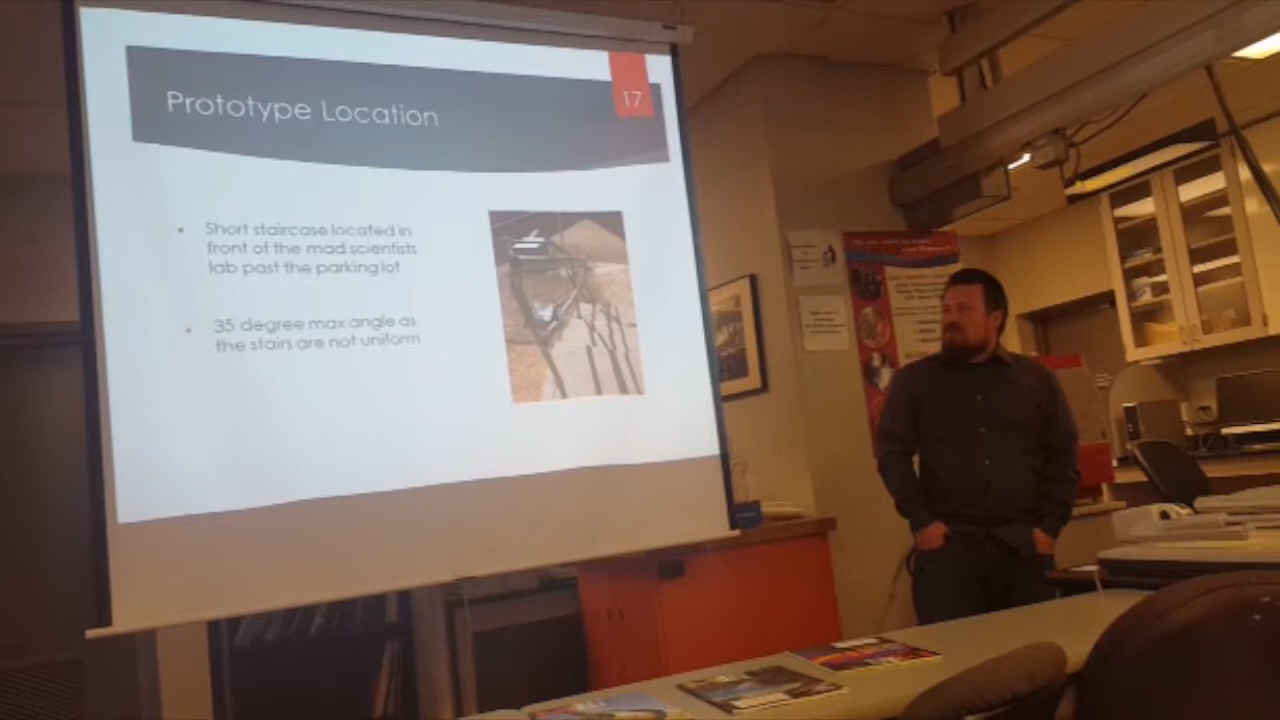 Prototype Location
17
Short staircase located in
front of the mad scientists
lab past the parking lot
35 degree max angle as
the stairs are not uniform